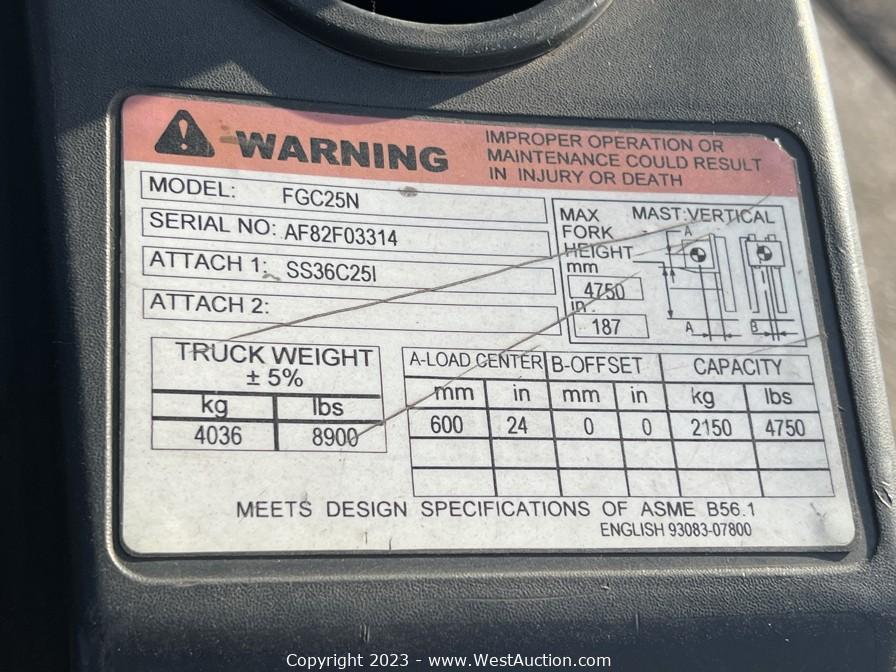 WARNING
IMPROPER OPERATION OR
MAINTENANCE COULD RESULT
IN INJURY OR DEATH
MODEL: FGC25N
SERIAL NO: AF82F03314
ATTACH 1: SS36C25I
ATTACH 2:
MAX FORK HEIGHT
MAST:VERTICAL
mm
4750
in
187
A
A
B
TRUCK WEIGHT
± 5%
kg lbs
4036 8900
A-LOAD CENTER B-OFFSET CAPACITY
mm in mm in kg lbs
600 24 0 0 2150 4750
MEETS DESIGN SPECIFICATIONS OF ASME B56.1
ENGLISH 93083-07800
Copyright 2023 - www.WestAuction.com